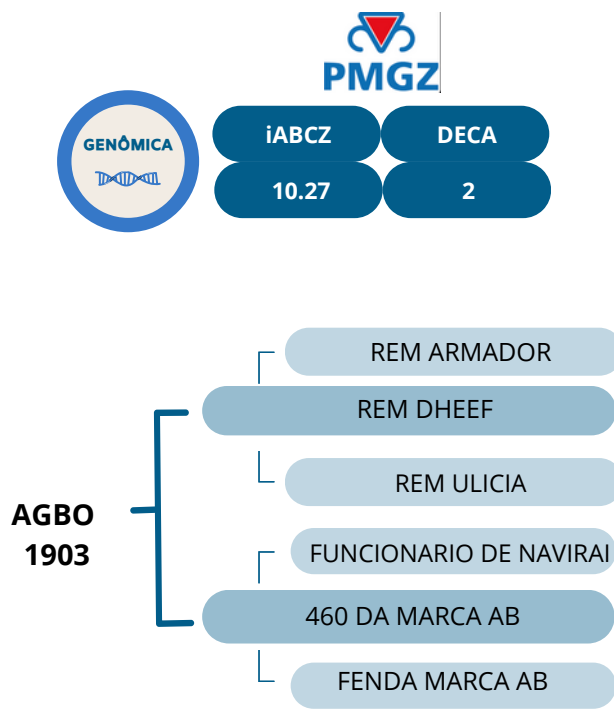 PMGZ
GENÔMICA
iABCZ
DECA
10.27
2
REM ARMADOR
REM DHEEF
REM ULICIA
AGBO
1903
FUNCIONARIO DE NAVIRAI
460 DA MARCA AB
FENDA MARCA AB